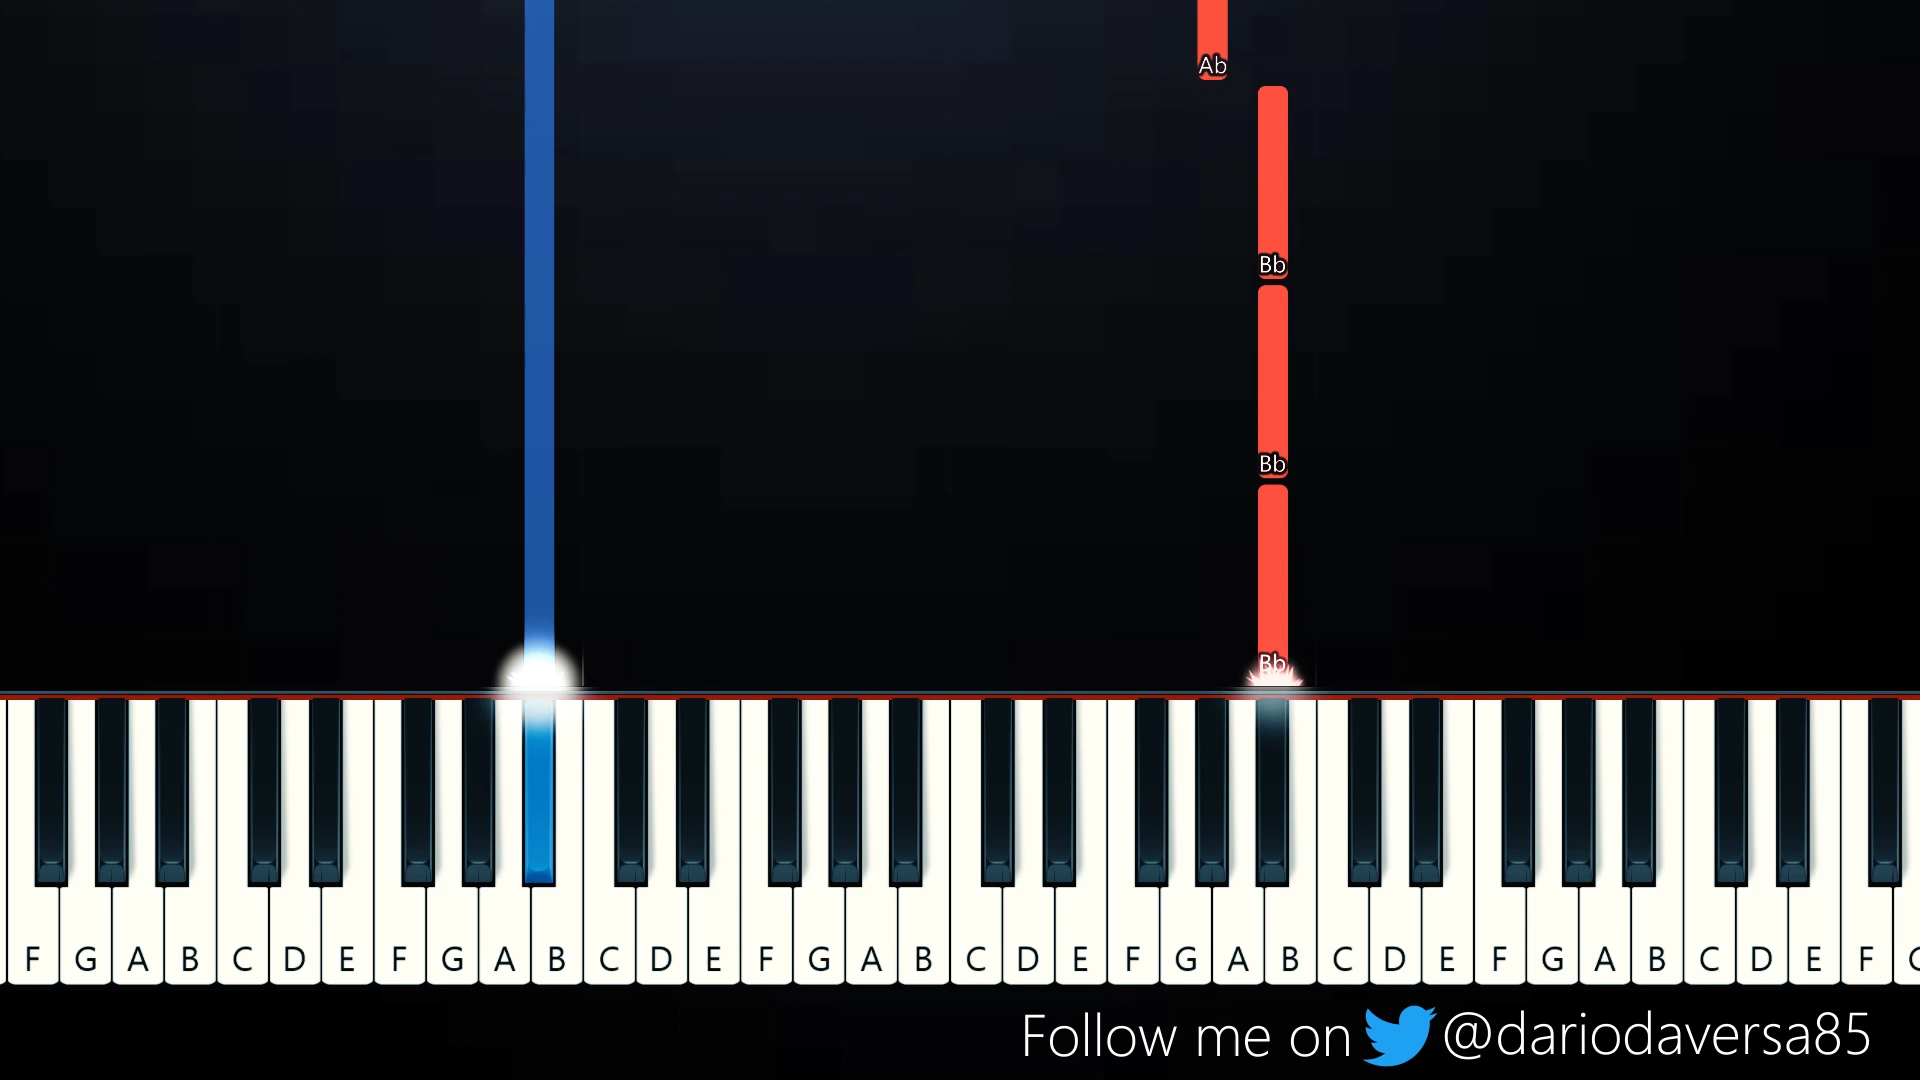 Ab
Bb
Bb
Bb
F G A B C D E F G A B C D E F G A B C D E F G A B C D E F G A B C D E F
Follow me on @dariodaversa85